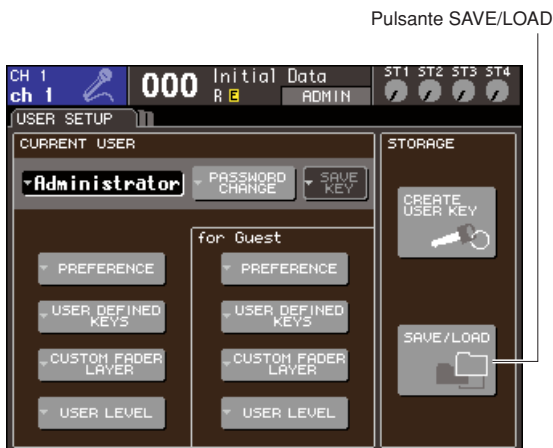 Pulsante SAVE/LOAD
CH 1
ch 1
000
Initial Data
R E
ADMIN
ST1 ST2 ST3 ST4
USER SETUP
CURRENT USER
Administrator
PASSWORD CHANGE
SAVE KEY
PREFERENCE
USER DEFINED KEYS
CUSTOM FADER LAYER
USER LEVEL
for Guest
PREFERENCE
USER DEFINED KEYS
CUSTOM FADER LAYER
USER LEVEL
STORAGE
CREATE USER KEY
SAVE/LOAD